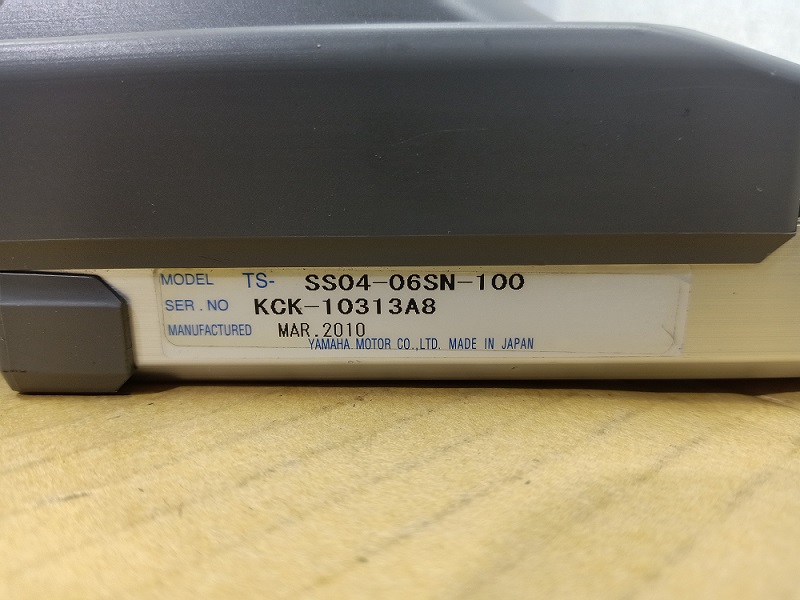 MODEL TS- SS04-06SN-100
SER.NO KCK-10313A8
MANUFACTURED MAR.2010
YAMAHA MOTOR CO.,LTD. MADE IN JAPAN